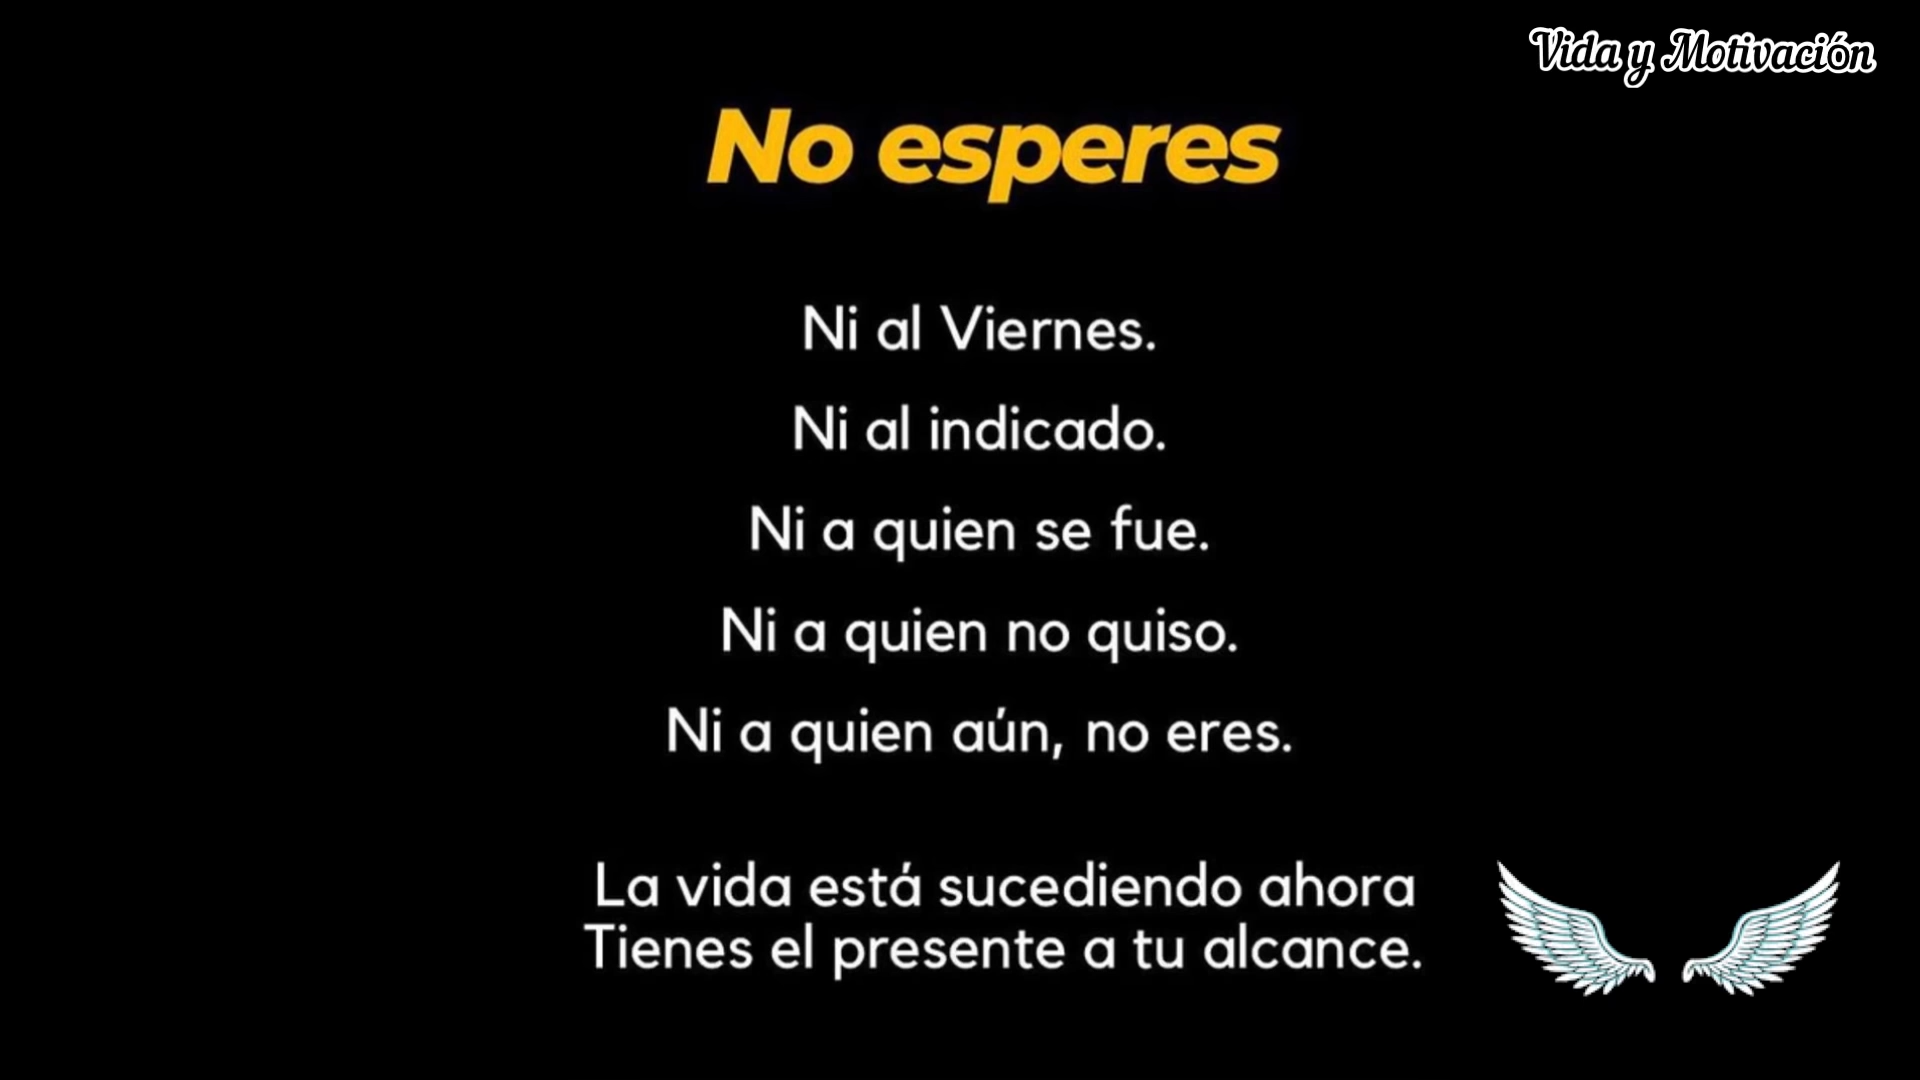 Vida y Motivación
No esperes
Ni al Viernes.
Ni al indicado.
Ni a quien se fue.
Ni a quien no quiso.
Ni a quien aún, no eres.
La vida está sucediendo ahora
Tienes el presente a tu alcance.